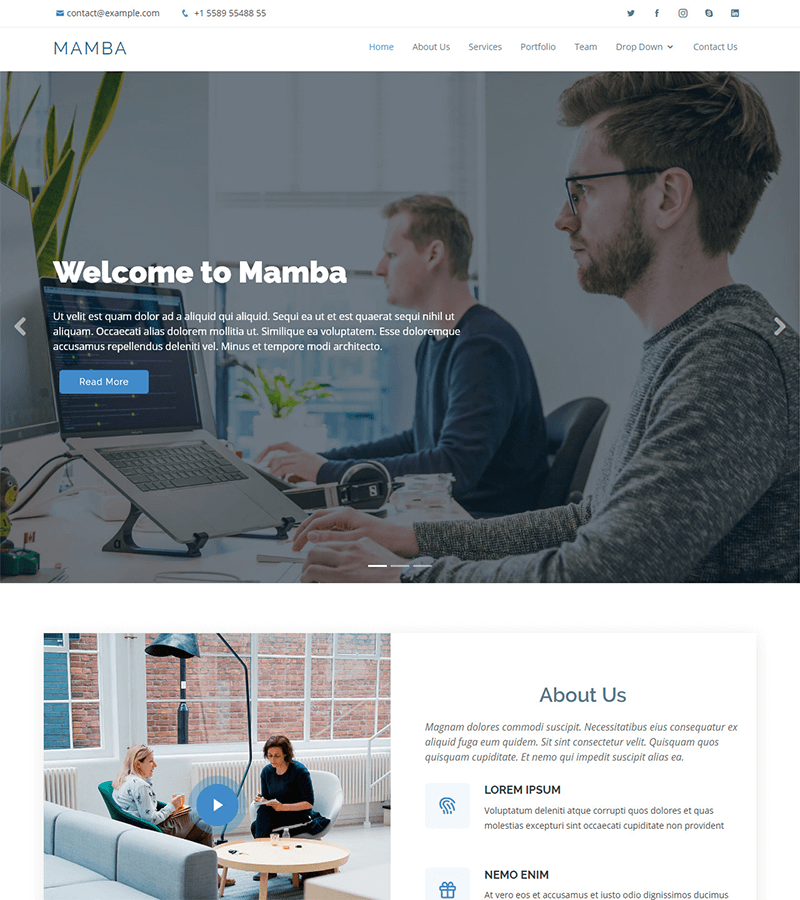 contact@example.com +1 5589 55488 55
MAMBA Home About Us Services Portfolio Team Drop Down Contact Us
Welcome to Mamba
Ut velit est quam dolor ad a aliquid qui aliquid. Sequi ea ut et est quaerat sequi nihil ut
aliquam. Occaecati alias dolorem mollitia ut. Similique ea voluptatem. Esse doloremque
accusamus repellendus deleniti vel. Minus et tempore modi architecto.
Read More
About Us
Magnam dolores commodi suscipit. Necessitatibus eius consequatur ex
aliquid fuga eum quidem. Sit sint consectetur velit. Quisquam quos
quisquam cupiditate. Et nemo qui impedit suscipit alias ea.
LOREM IPSUM
Voluptatum deleniti atque corrupti quos dolores et quas
molestias excepturi sint occaecati cupiditate non provident
NEMO ENIM
At vero eos et accusamus et iusto odio dignissimos ducimus